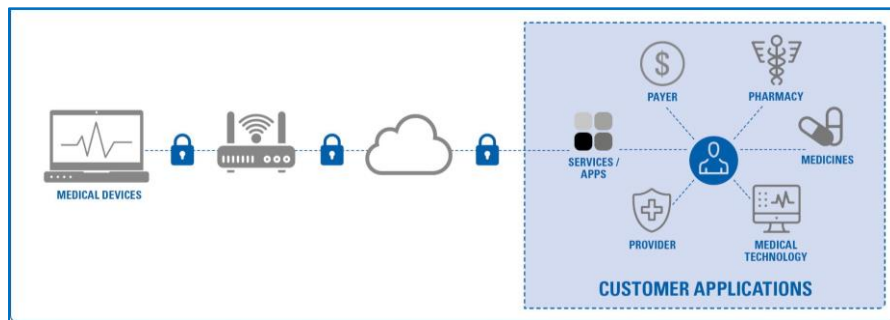 $
PAYER
PHARMACY
MEDICAL DEVICES
SERVICES /
APPS
MEDICINES
PROVIDER
MEDICAL
TECHNOLOGY
CUSTOMER APPLICATIONS